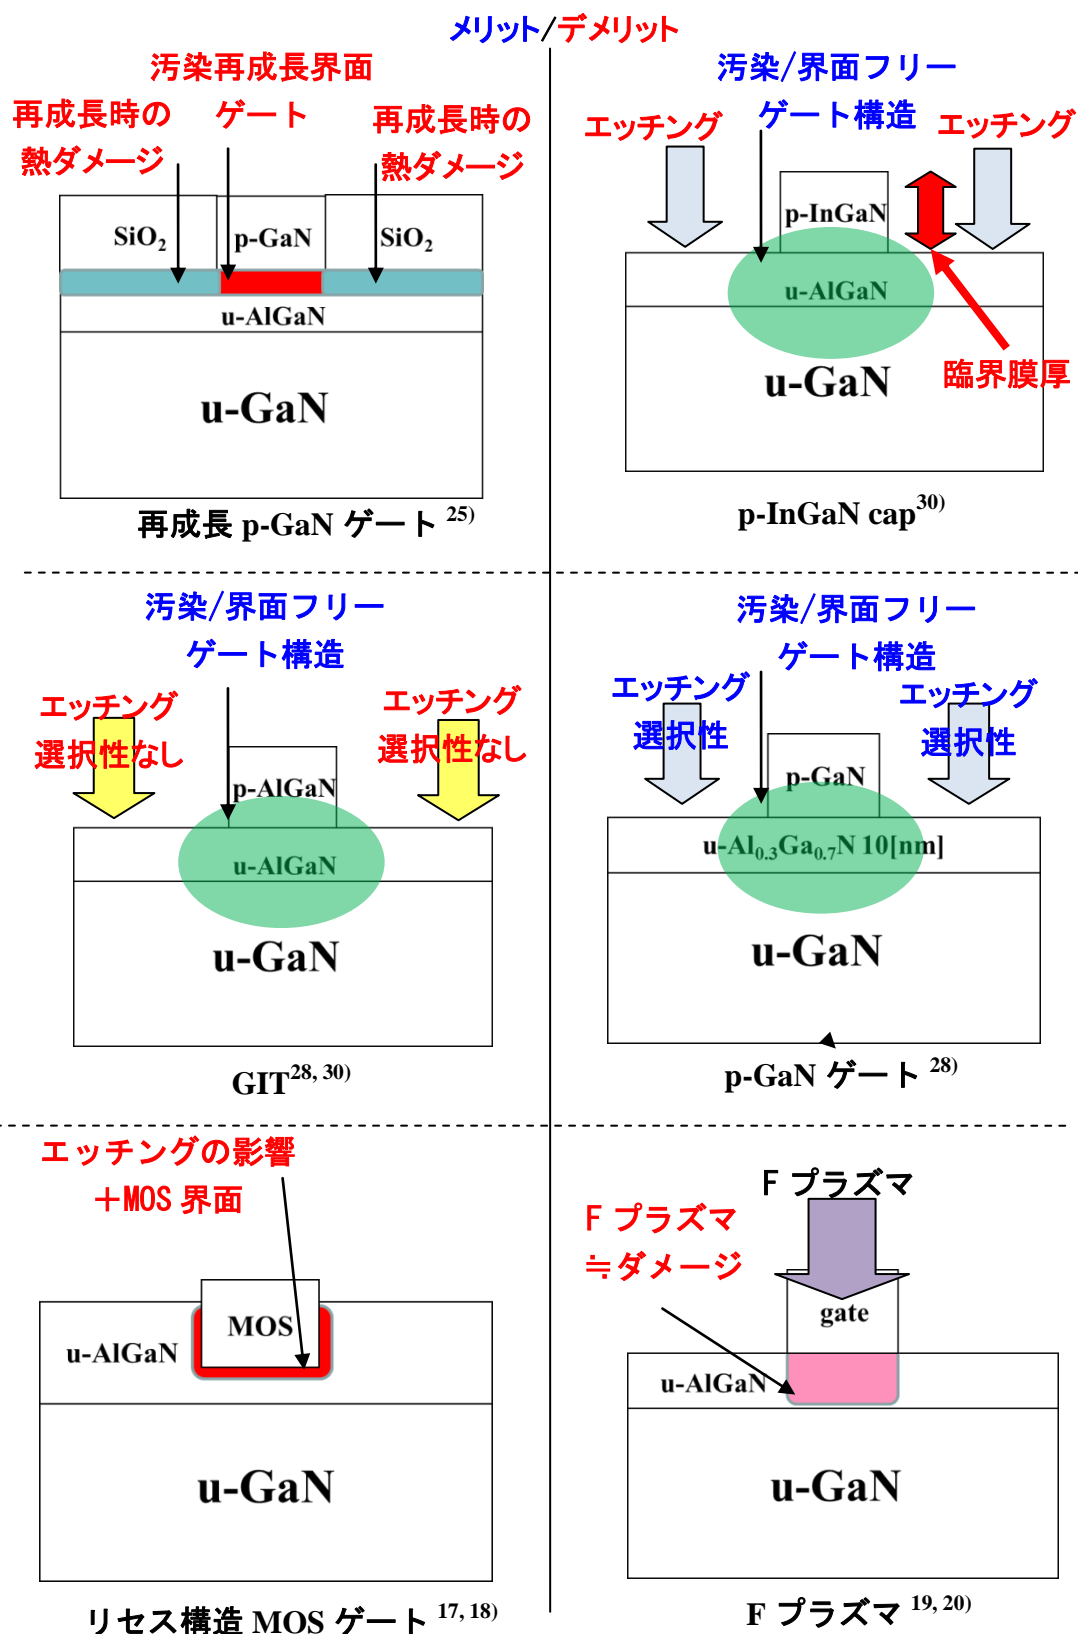 メリット/デメリット
汚染再成長界面
ゲート
再成長時の
熱ダメージ
再成長時の
熱ダメージ
SiO₂
p-GaN
SiO₂
u-AlGaN
u-GaN
再成長 p-GaN ゲート ²⁵⁾
汚染/界面フリー
ゲート構造
エッチング
エッチング
p-InGaN
u-AlGaN
臨界膜厚
u-GaN
p-InGaN cap³⁰⁾
汚染/界面フリー
ゲート構造
エッチング
選択性なし
エッチング
選択性なし
p-AlGaN
u-AlGaN
u-GaN
GIT²⁸, ³⁰⁾
汚染/界面フリー
ゲート構造
エッチング
選択性
エッチング
選択性
p-GaN
u-Al₀.₃Ga₀.₇N 10[nm]
u-GaN
p-GaN ゲート ²⁸⁾
エッチングの影響
＋MOS 界面
MOS
u-AlGaN
u-GaN
リセス構造 MOS ゲート ¹⁷, ¹⁸⁾
F プラズマ
F プラズマ
≒ダメージ
gate
u-AlGaN
u-GaN
F プラズマ ¹⁹, ²⁰⁾